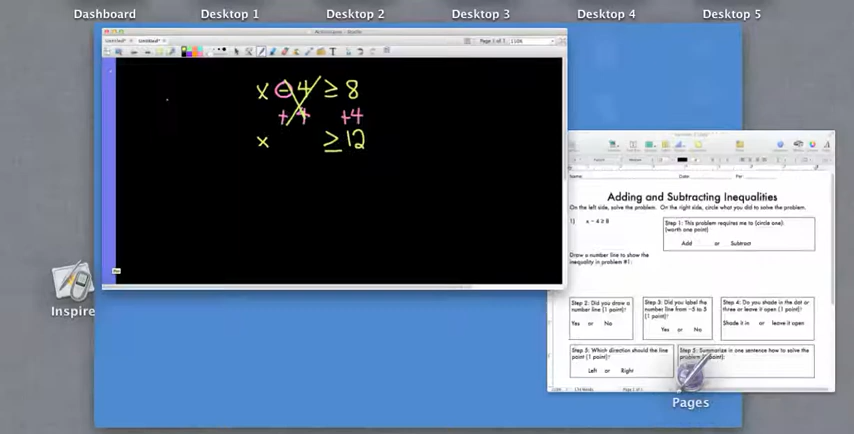 Dashboard Desktop 1 Desktop 2 Desktop 3 Desktop 4 Desktop 5
x - 4 ≥ 8
+ 4 +4
x ≥ 12
Inspire
Name: Date:
Adding and Subtracting Inequalities
On the left side, solve the problem. On the right side, circle what you did to solve the problem.
1) x - 4 ≥ 8
Step 1: This problem requires me to (circle one):
(worth one point)
Add or Subtract
Draw a number line to show the
inequality in problem #1:
Step 2: Did you draw a
number line (1 point)?
Yes or No
Step 3: Did you label the
number line from -5 to 5
(1 point)?
Yes or No
Step 4: Do you shade in the dot or
leave it open (1 point)?
Shade it in or leave it open
Step 5: Which direction should the line
point (1 point)?
Left or Right
Step 5: Summarize in one sentence how to solve the
Pages